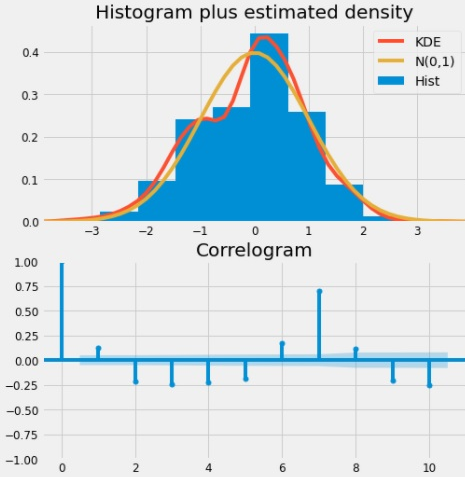 Histogram plus estimated density
KDE
N(0,1)
Hist
0.4
0.3
0.2
0.1
0.0
−3 −2 −1 0 1 2 3
Correlogram
1.00
0.75
0.50
0.25
0.00
−0.25
−0.50
−0.75
−1.00
0 2 4 6 8 10